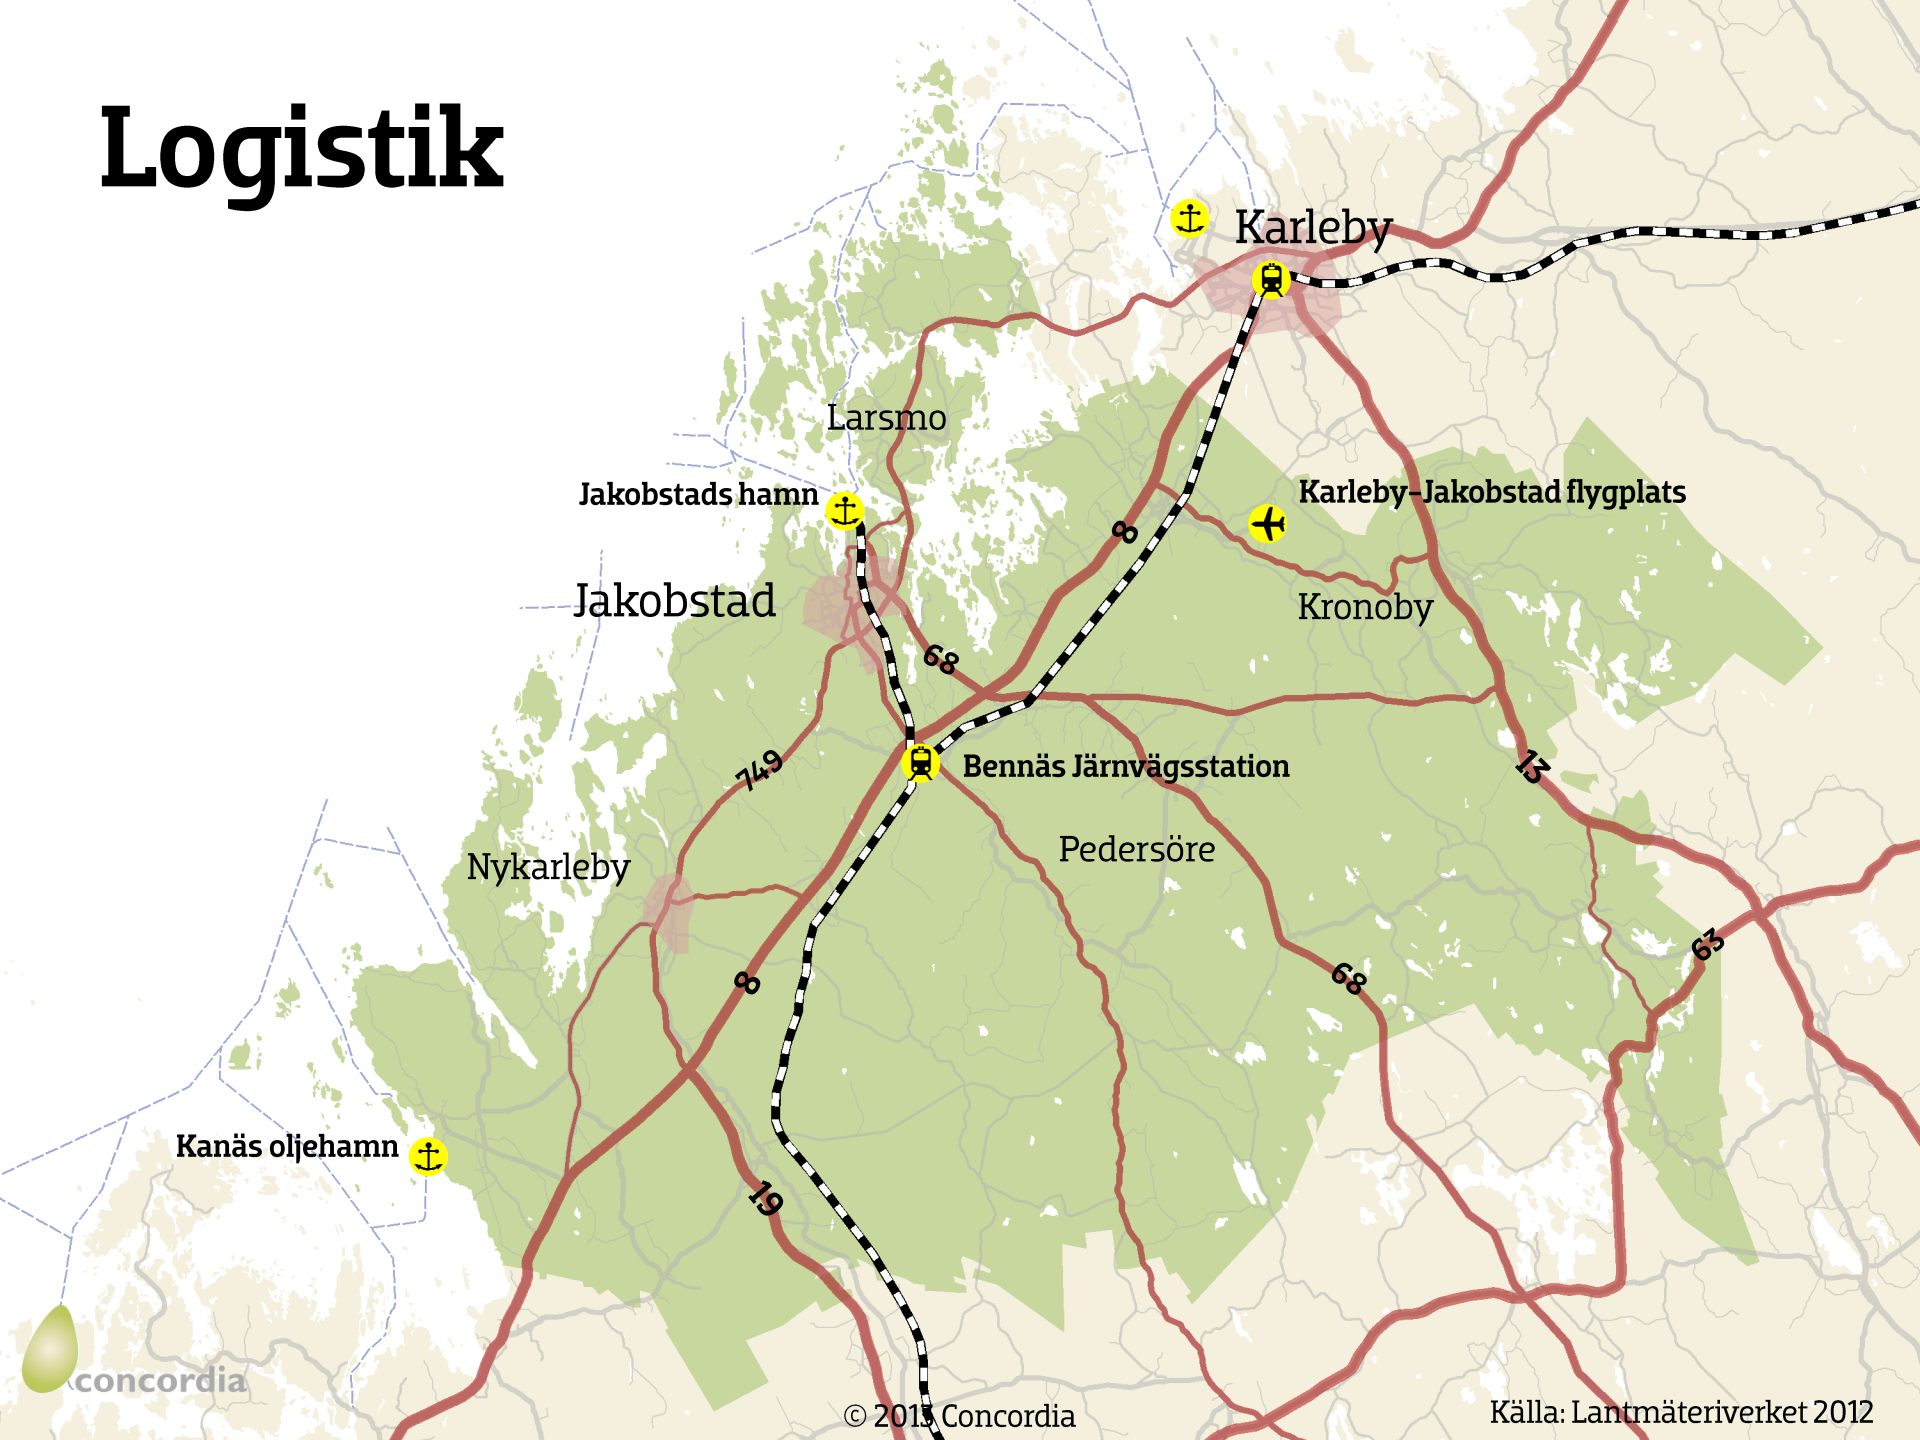 Logistik
Karleby
Larsmo
Jakobstads hamn
Karleby-Jakobstad flygplats
8
Jakobstad
Kronoby
68
749
Bennäs Järnvägsstation
13
Pedersöre
Nykarleby
63
68
8
Kanäs oljehamn
19
concordia
© 2013 Concordia
Källa: Lantmäteriverket 2012